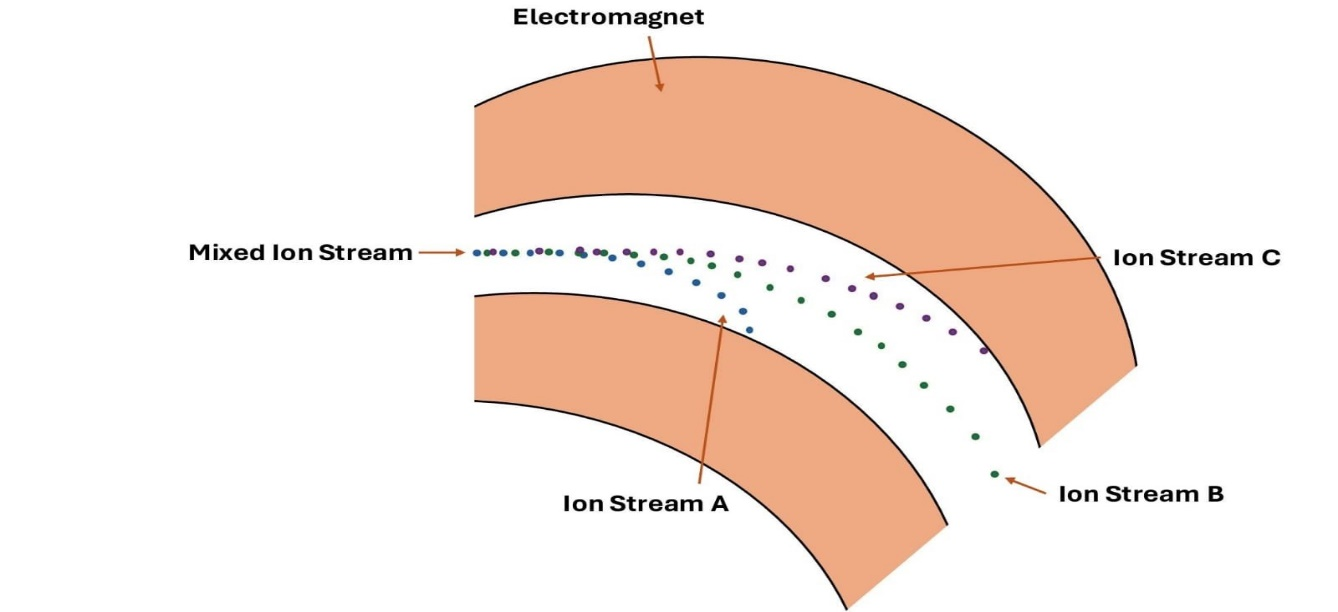 Electromagnet
Mixed Ion Stream
Ion Stream C
Ion Stream B
Ion Stream A